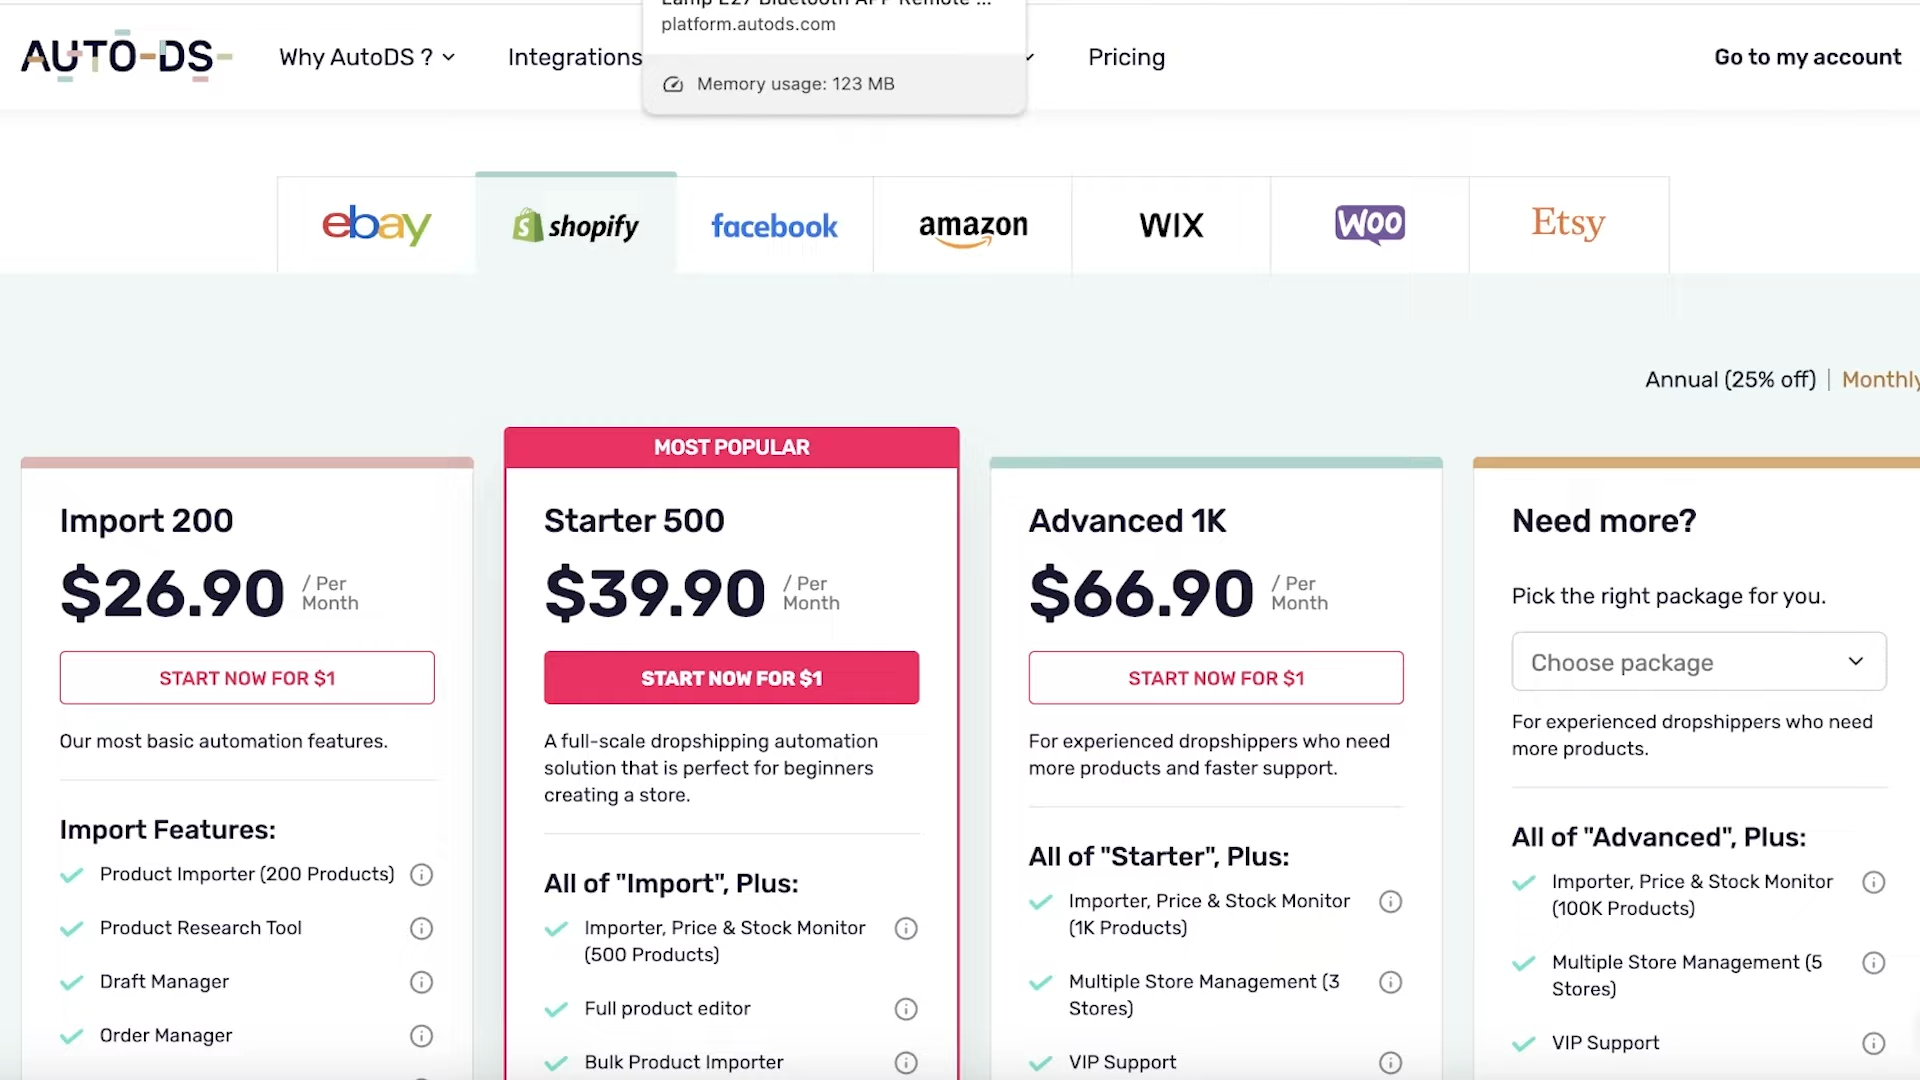 Lamp E27 Bluetooth APP Remote ...
platform.autods.com
Memory usage: 123 MB
AUTO-DS
Why AutoDS ?
Integrations
Pricing
Go to my account
ebay
shopify
facebook
amazon
WIX
WOO
Etsy
Annual (25% off) | Monthly
MOST POPULAR
Import 200
$26.90 / Per
Month
START NOW FOR $1
Our most basic automation features.
Import Features:
Product Importer (200 Products)
Product Research Tool
Draft Manager
Order Manager
Starter 500
$39.90 / Per
Month
START NOW FOR $1
A full-scale dropshipping automation
solution that is perfect for beginners
creating a store.
All of "Import", Plus:
Importer, Price & Stock Monitor
(500 Products)
Full product editor
Bulk Product Importer
Advanced 1K
$66.90 / Per
Month
START NOW FOR $1
For experienced dropshippers who need
more products and faster support.
All of "Starter", Plus:
Importer, Price & Stock Monitor
(1K Products)
Multiple Store Management (3
Stores)
VIP Support
Need more?
Pick the right package for you.
Choose package
For experienced dropshippers who need
more products.
All of "Advanced", Plus:
Importer, Price & Stock Monitor
(100K Products)
Multiple Store Management (5
Stores)
VIP Support